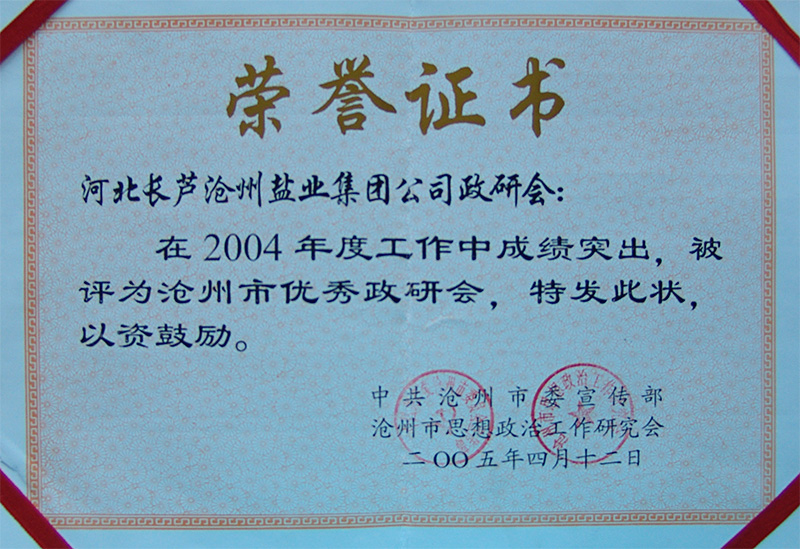 荣誉证书
河北长芦沧州盐业集团公司政研会：
在2004年度工作中成绩突出，被
评为沧州市优秀政研会，特发此状，
以资鼓励。
中共沧州市委宣传部
沧州市思想政治工作研究会
二OO五年四月十二日